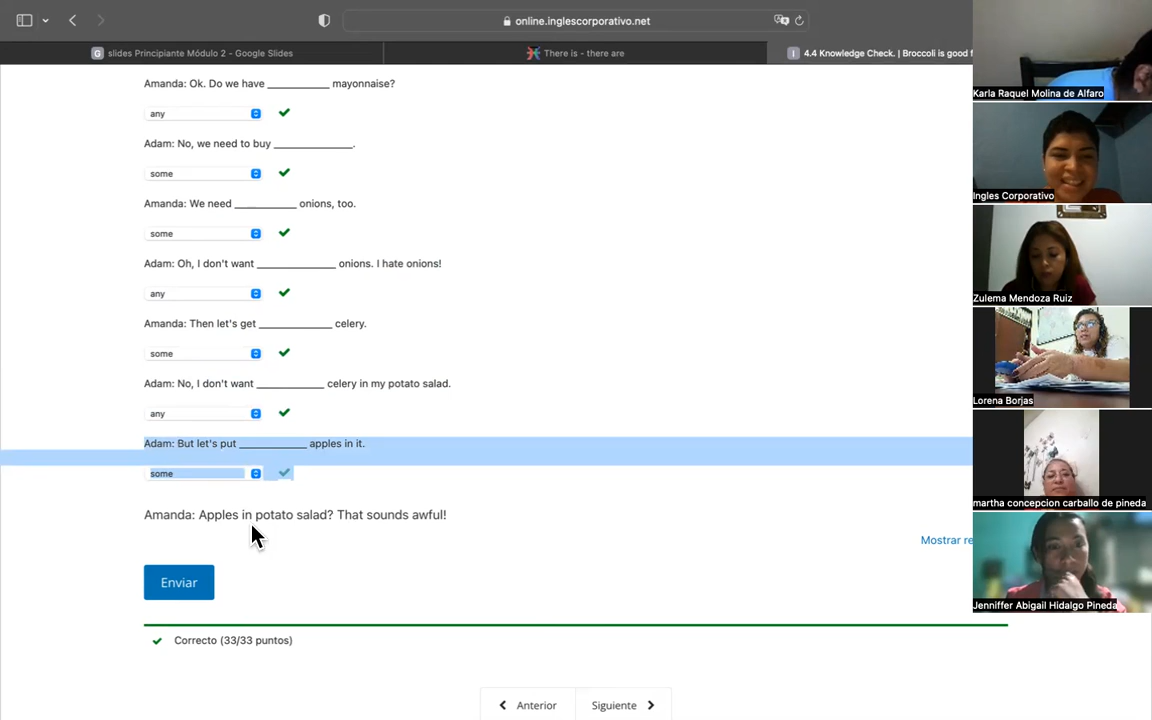 online.inglescorporativo.net
slides Principiante Módulo 2 - Google Slides
There is - there are
4.4 Knowledge Check. | Broccoli is good f
Amanda: Ok. Do we have ___________ mayonnaise?
any
Adam: No, we need to buy ______________.
some
Amanda: We need ___________ onions, too.
some
Adam: Oh, I don't want ______________ onions. I hate onions!
any
Amanda: Then let's get _____________ celery.
some
Adam: No, I don't want ____________ celery in my potato salad.
any
Adam: But let's put ____________ apples in it.
some
Amanda: Apples in potato salad? That sounds awful!
Mostrar re
Enviar
Correcto (33/33 puntos)
Anterior
Siguiente
Karla Raquel Molina de Alfaro
Ingles Corporativo
Zulema Mendoza Ruiz
Lorena Borjas
martha concepcion carballo de pineda
Jenniffer Abigail Hidalgo Pineda